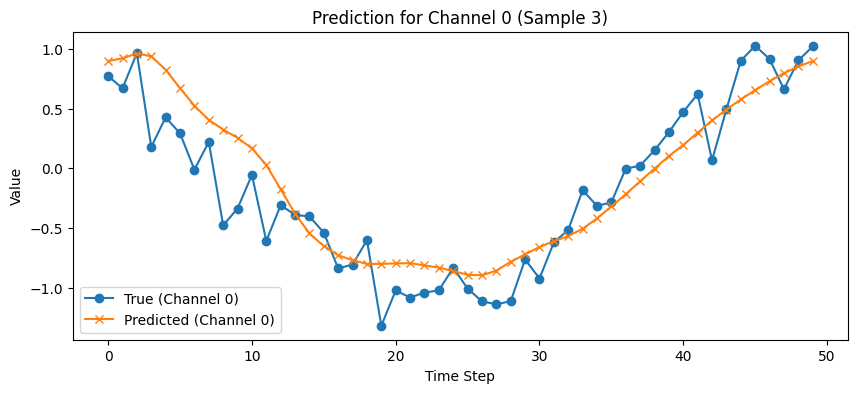 Prediction for Channel 0 (Sample 3)
Value
1.0
0.5
0.0
−0.5
−1.0
True (Channel 0)
Predicted (Channel 0)
0
10
20
30
40
50
Time Step